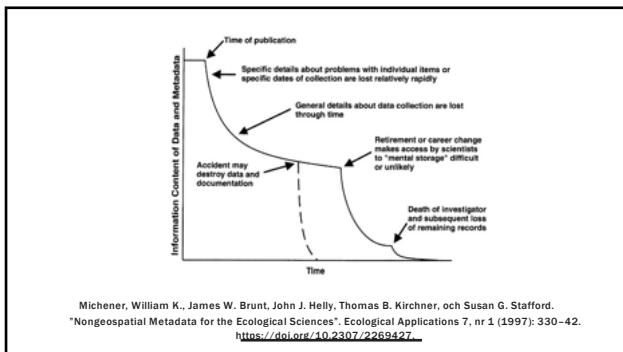 Time of publication
Specific details about problems with individual items or
specific dates of collection are lost relatively rapidly
General details about data collection are lost
through time
Retirement or career change
makes access by scientists
to "mental storage" difficult
or unlikely
Accident may
destroy data and
documentation
Death of investigator
and subsequent loss
of remaining records
Information Content of Data and Metadata
Time
Michener, William K., James W. Brunt, John J. Helly, Thomas B. Kirchner, och Susan G. Stafford.
"Nongeospatial Metadata for the Ecological Sciences". Ecological Applications 7, nr 1 (1997): 330–42.
https://doi.org/10.2307/2269427.